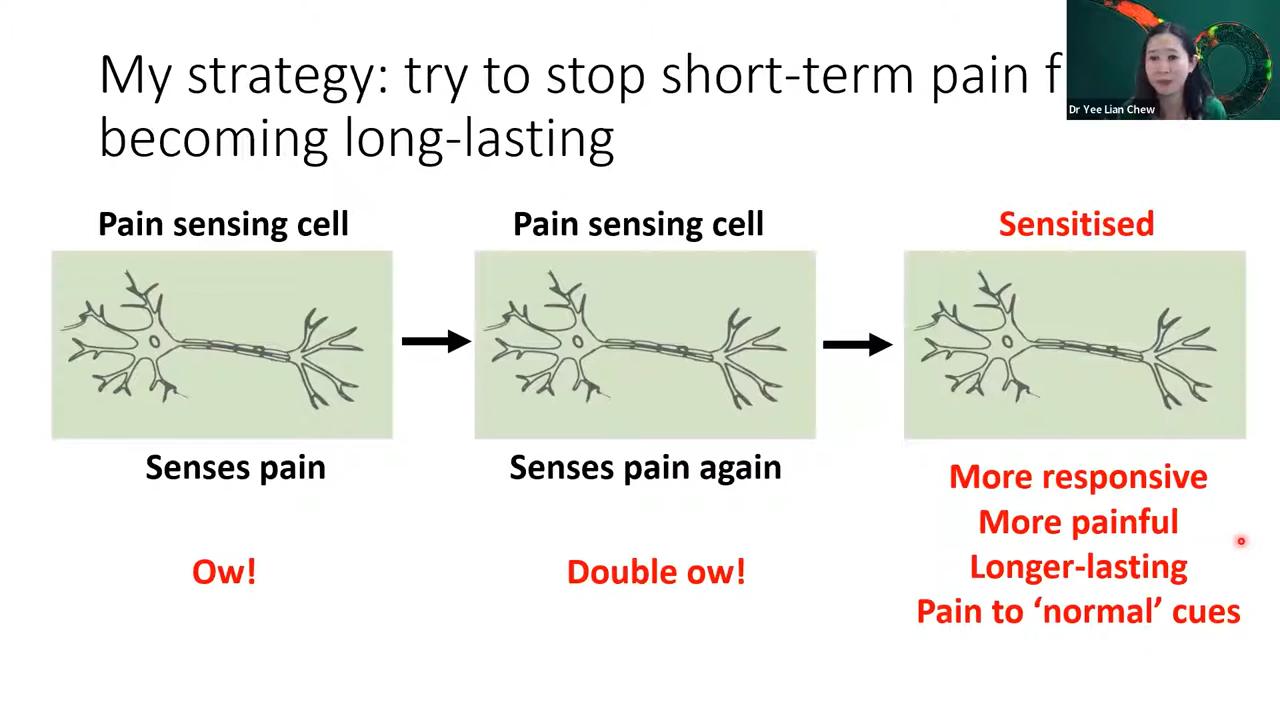 My strategy: try to stop short-term pain f
becoming long-lasting
Dr Yee Lian Chew
Pain sensing cell
Pain sensing cell
Sensitised
Senses pain
Senses pain again
More responsive
More painful
Longer-lasting
Pain to ‘normal’ cues
Ow!
Double ow!